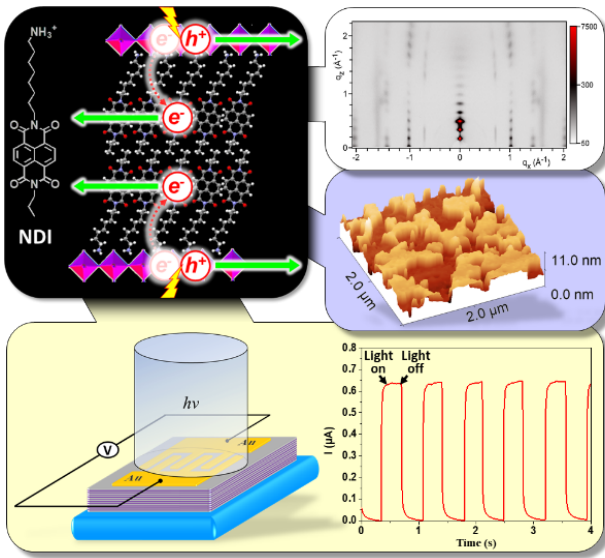 NH₃⁺
e⁻
h⁺
e⁻
e⁻
e⁻
h⁺
N
O
O
O
O
N
NDI
q_z (A⁻¹)
2
1
0
-2
-1
0
1
2
q_x (A⁻¹)
7500
300
60
11.0 nm
0.0 nm
2.0 μm
2.0 μm
hν
V
Au
Au
Light on
Light off
I (μA)
0.8
0.7
0.6
0.5
0.4
0.3
0.2
0.1
0.0
0
1
2
3
4
Time (s)